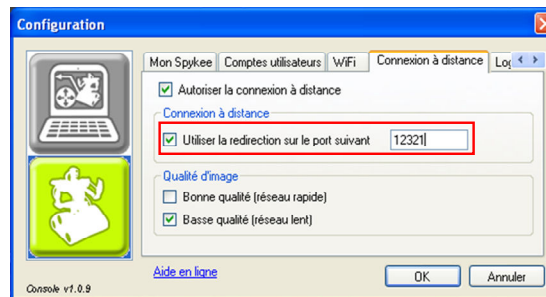 Configuration
Mon Spykee Comptes utilisateurs WiFi Connexion à distance
Autoriser la connexion à distance
Connexion à distance
Utiliser la redirection sur le port suivant 12321
Qualité d'image
Bonne qualité (réseau rapide)
Basse qualité (réseau lent)
Aide en ligne OK Annuler
Console v1.0.9